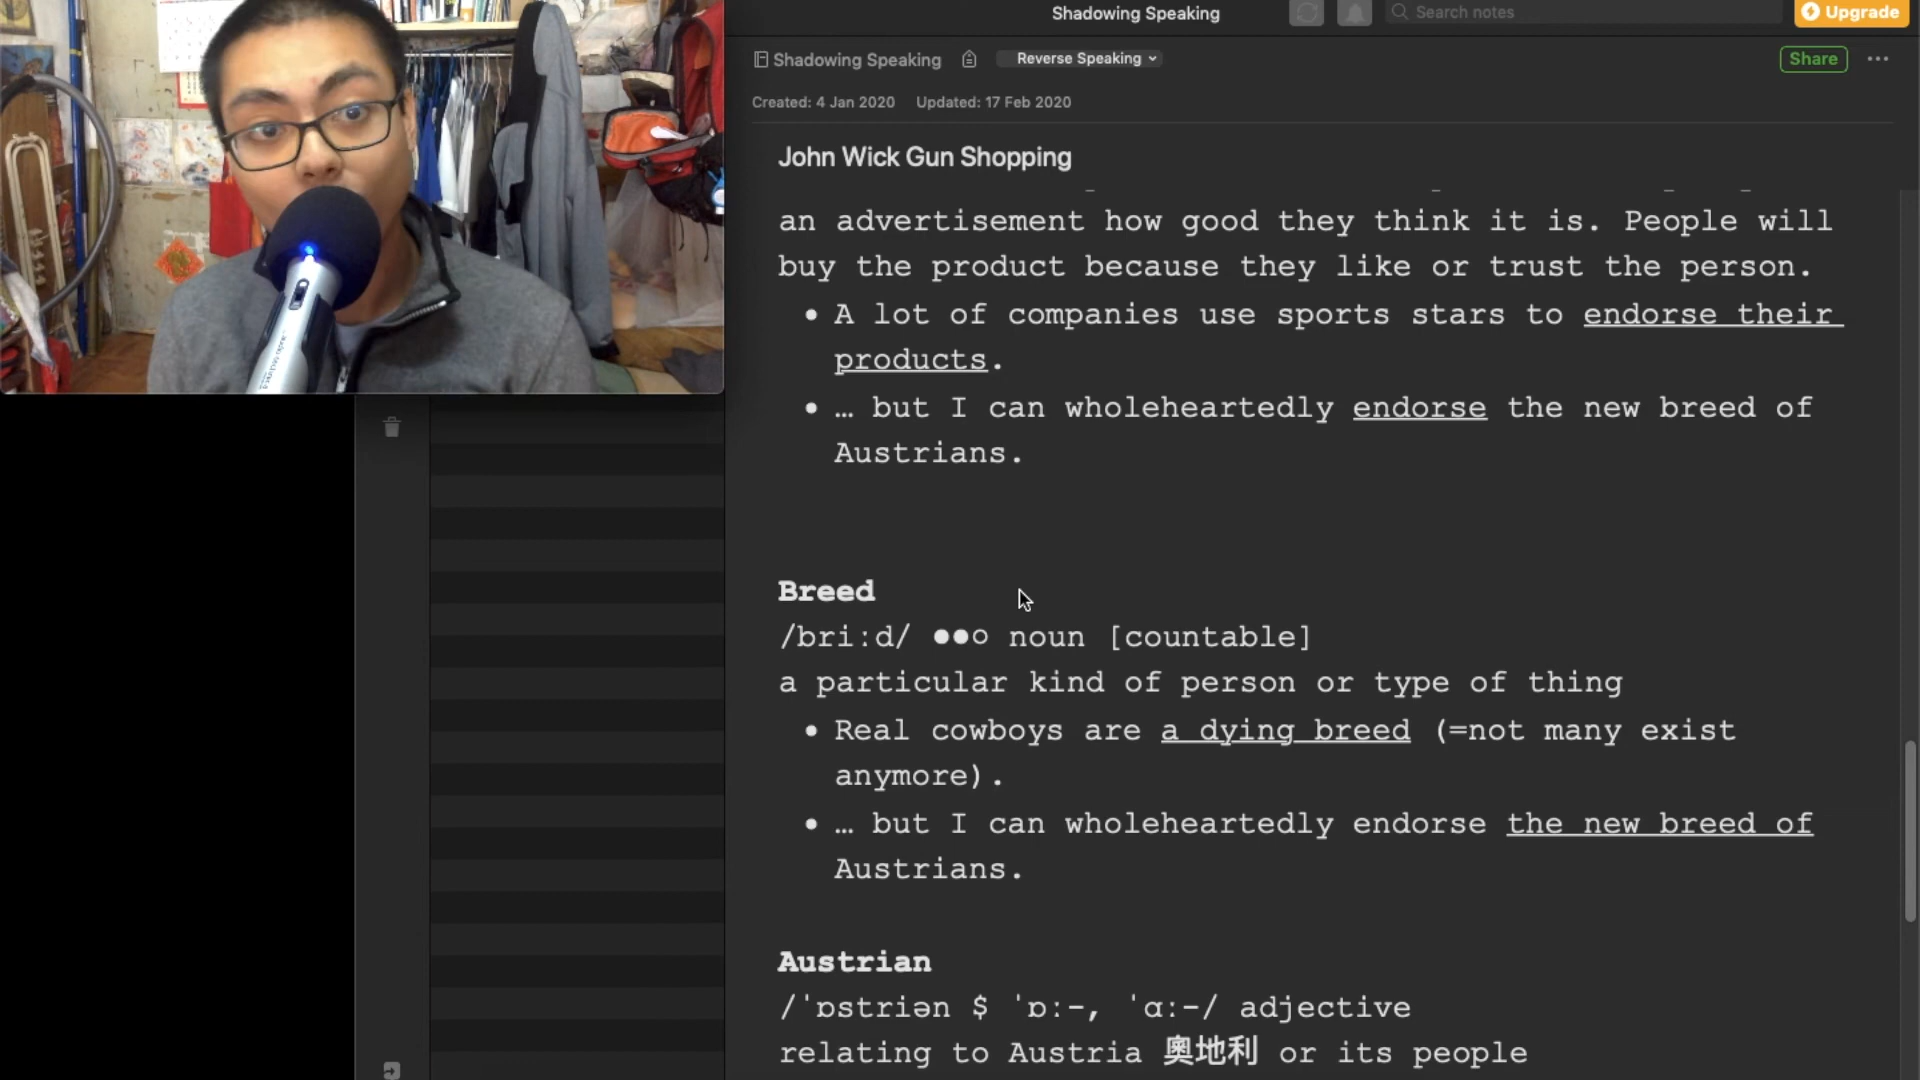 Shadowing Speaking
Search notes
Upgrade
Shadowing Speaking
Reverse Speaking
Share
Created: 4 Jan 2020
Updated: 17 Feb 2020
John Wick Gun Shopping
an advertisement how good they think it is. People will
buy the product because they like or trust the person.
• A lot of companies use sports stars to endorse their
products.
• … but I can wholeheartedly endorse the new breed of
Austrians.
Breed
/briːd/ ●●○ noun [countable]
a particular kind of person or type of thing
• Real cowboys are a dying breed (=not many exist
anymore).
• … but I can wholeheartedly endorse the new breed of
Austrians.
Austrian
/ˈɒstriən $ ˈɒː-, ˈɑː-/ adjective
relating to Austria 奧地利 or its people